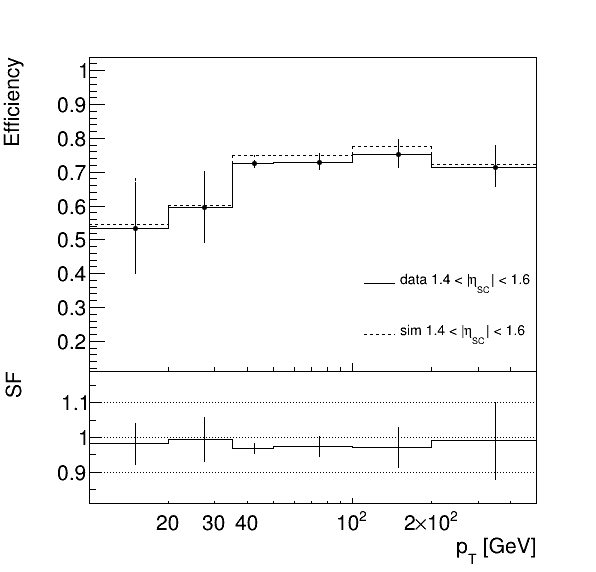 Efficiency
1
0.9
0.8
0.7
0.6
0.5
0.4
0.3
0.2
data 1.4 < |η_SC| < 1.6
sim 1.4 < |η_SC| < 1.6
SF
1.1
1
0.9
20 30 40 10² 2×10²
p_T [GeV]